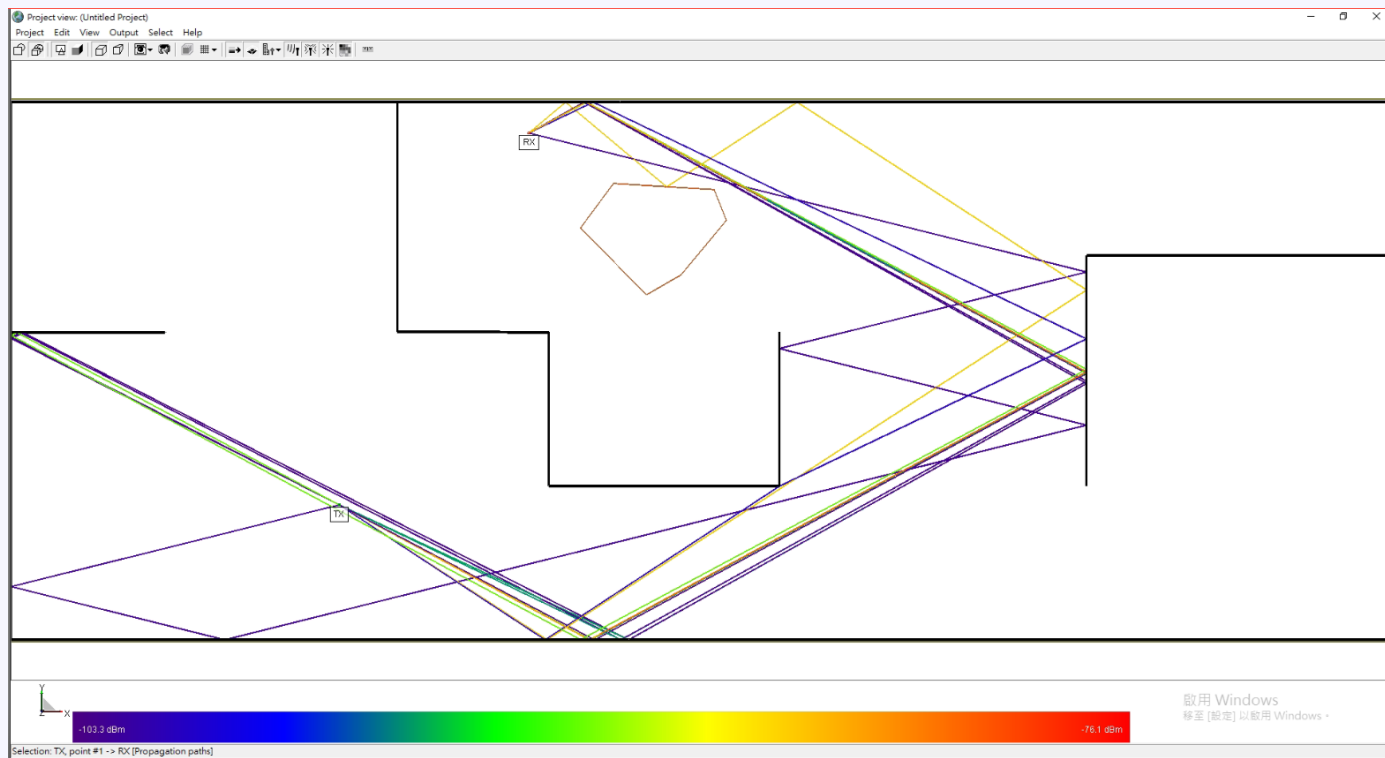 Project view: (Untitled Project)
Project Edit View Output Select Help
RX
TX
Y
Z X
-103.3 dBm -76.1 dBm
啟用 Windows
移至 [設定] 以啟用 Windows。
Selection: TX, point #1 -> RX [Propagation paths]